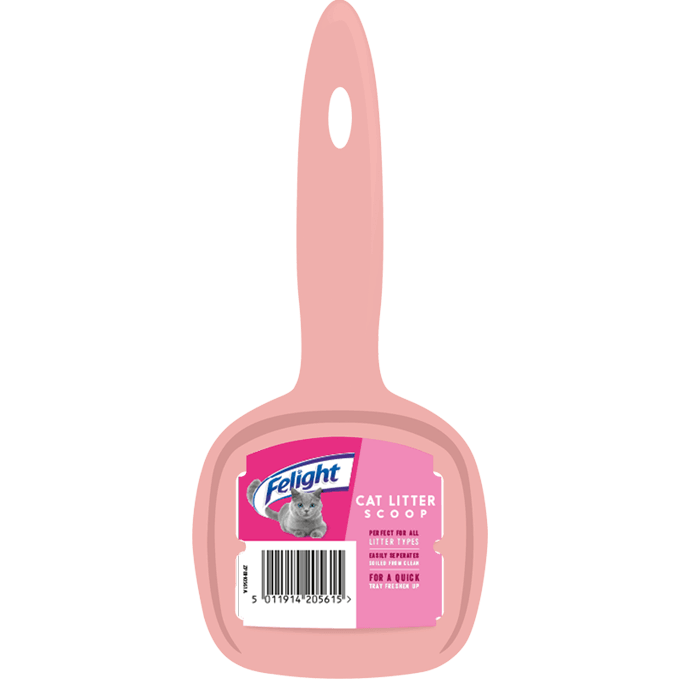 Felight
CAT LITTER
SCOOP
PERFECT FOR ALL
LITTER TYPES
EASILY SEPERATES
SOILED FROM CLEAN
FOR A QUICK
TRAY FRESHEN UP
5 011914 205615 >